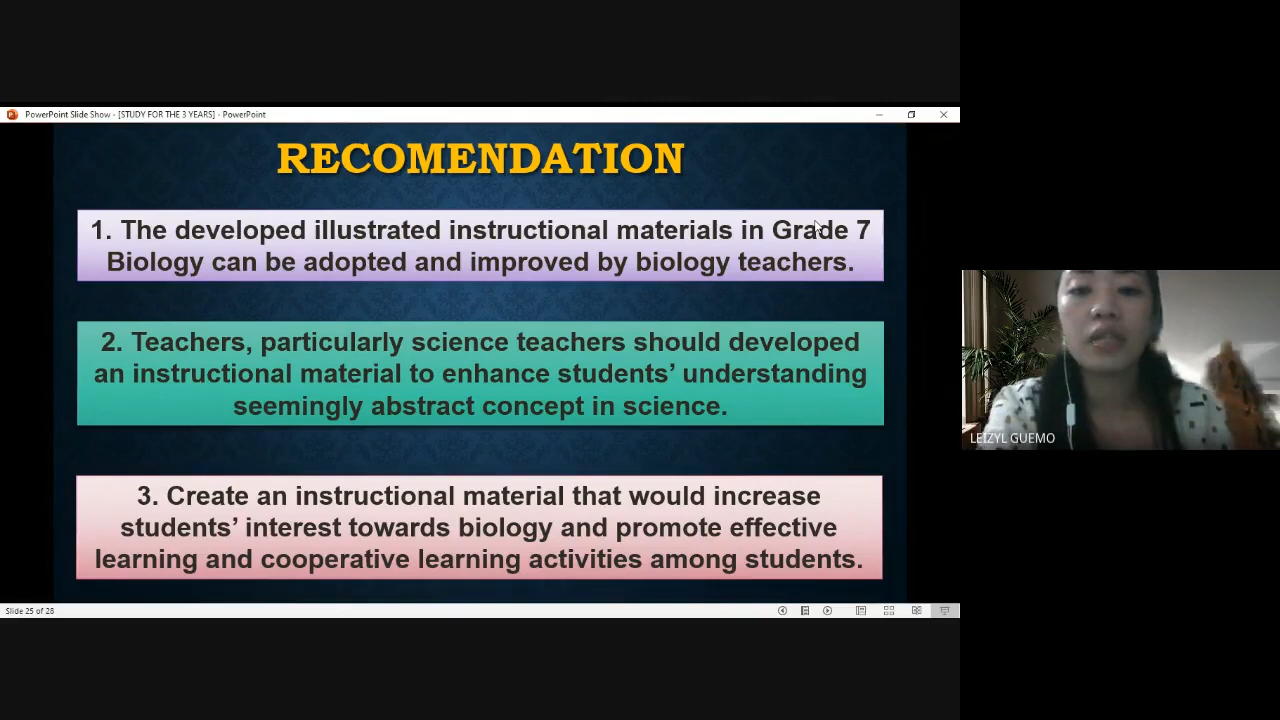 PowerPoint Slide Show - [STUDY FOR THE 3 YEARS] - PowerPoint
RECOMENDATION
1. The developed illustrated instructional materials in Grade 7
Biology can be adopted and improved by biology teachers.
2. Teachers, particularly science teachers should developed
an instructional material to enhance students’ understanding
seemingly abstract concept in science.
3. Create an instructional material that would increase
students’ interest towards biology and promote effective
learning and cooperative learning activities among students.
LEIZYL GUEMO
Slide 25 of 28